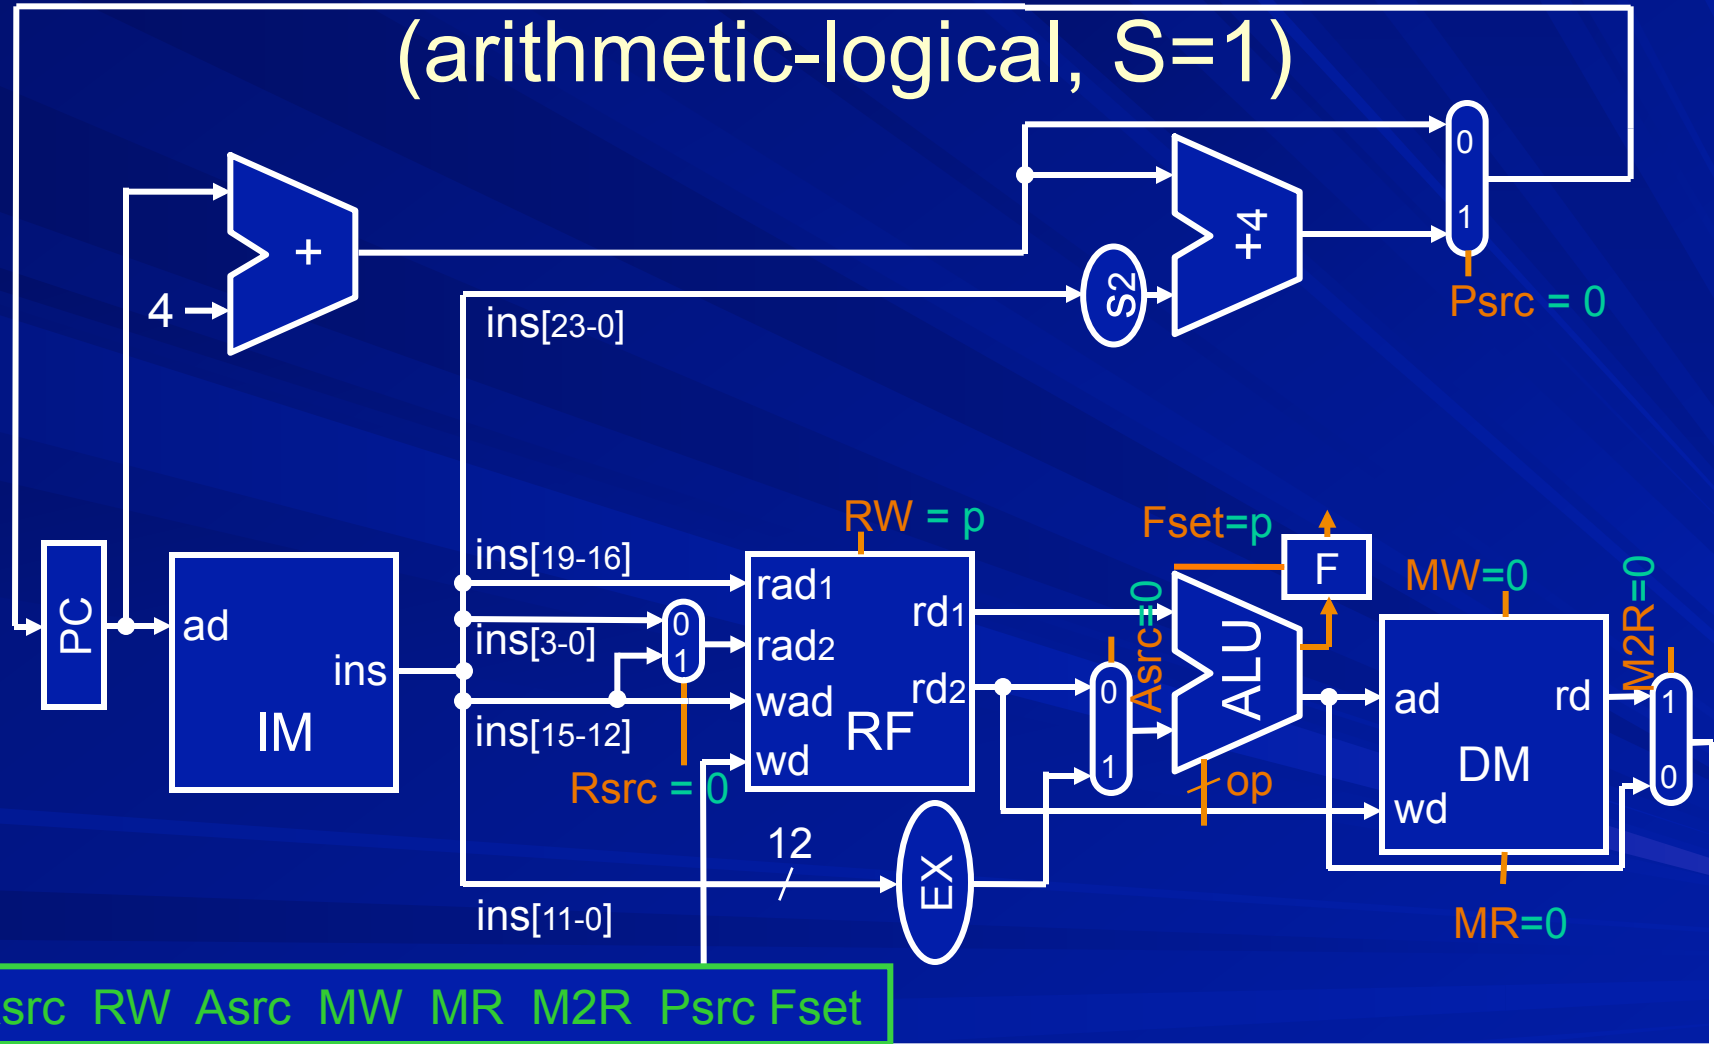 (arithmetic-logical, S=1)
0
1
+
+4
4
S2
ins[23-0]
Psrc = 0
RW = p
Fset=p
F
MW=0
M2R=0
PC
ad
ins
IM
ins[19-16]
ins[3-0]
ins[15-12]
0
1
Rsrc = 0
rad1
rad2
wad
wd
rd1
rd2
RF
Asrc=0
0
1
ALU
op
ad
rd
DM
wd
1
0
12
EX
ins[11-0]
MR=0
src RW Asrc MW MR M2R Psrc Fset